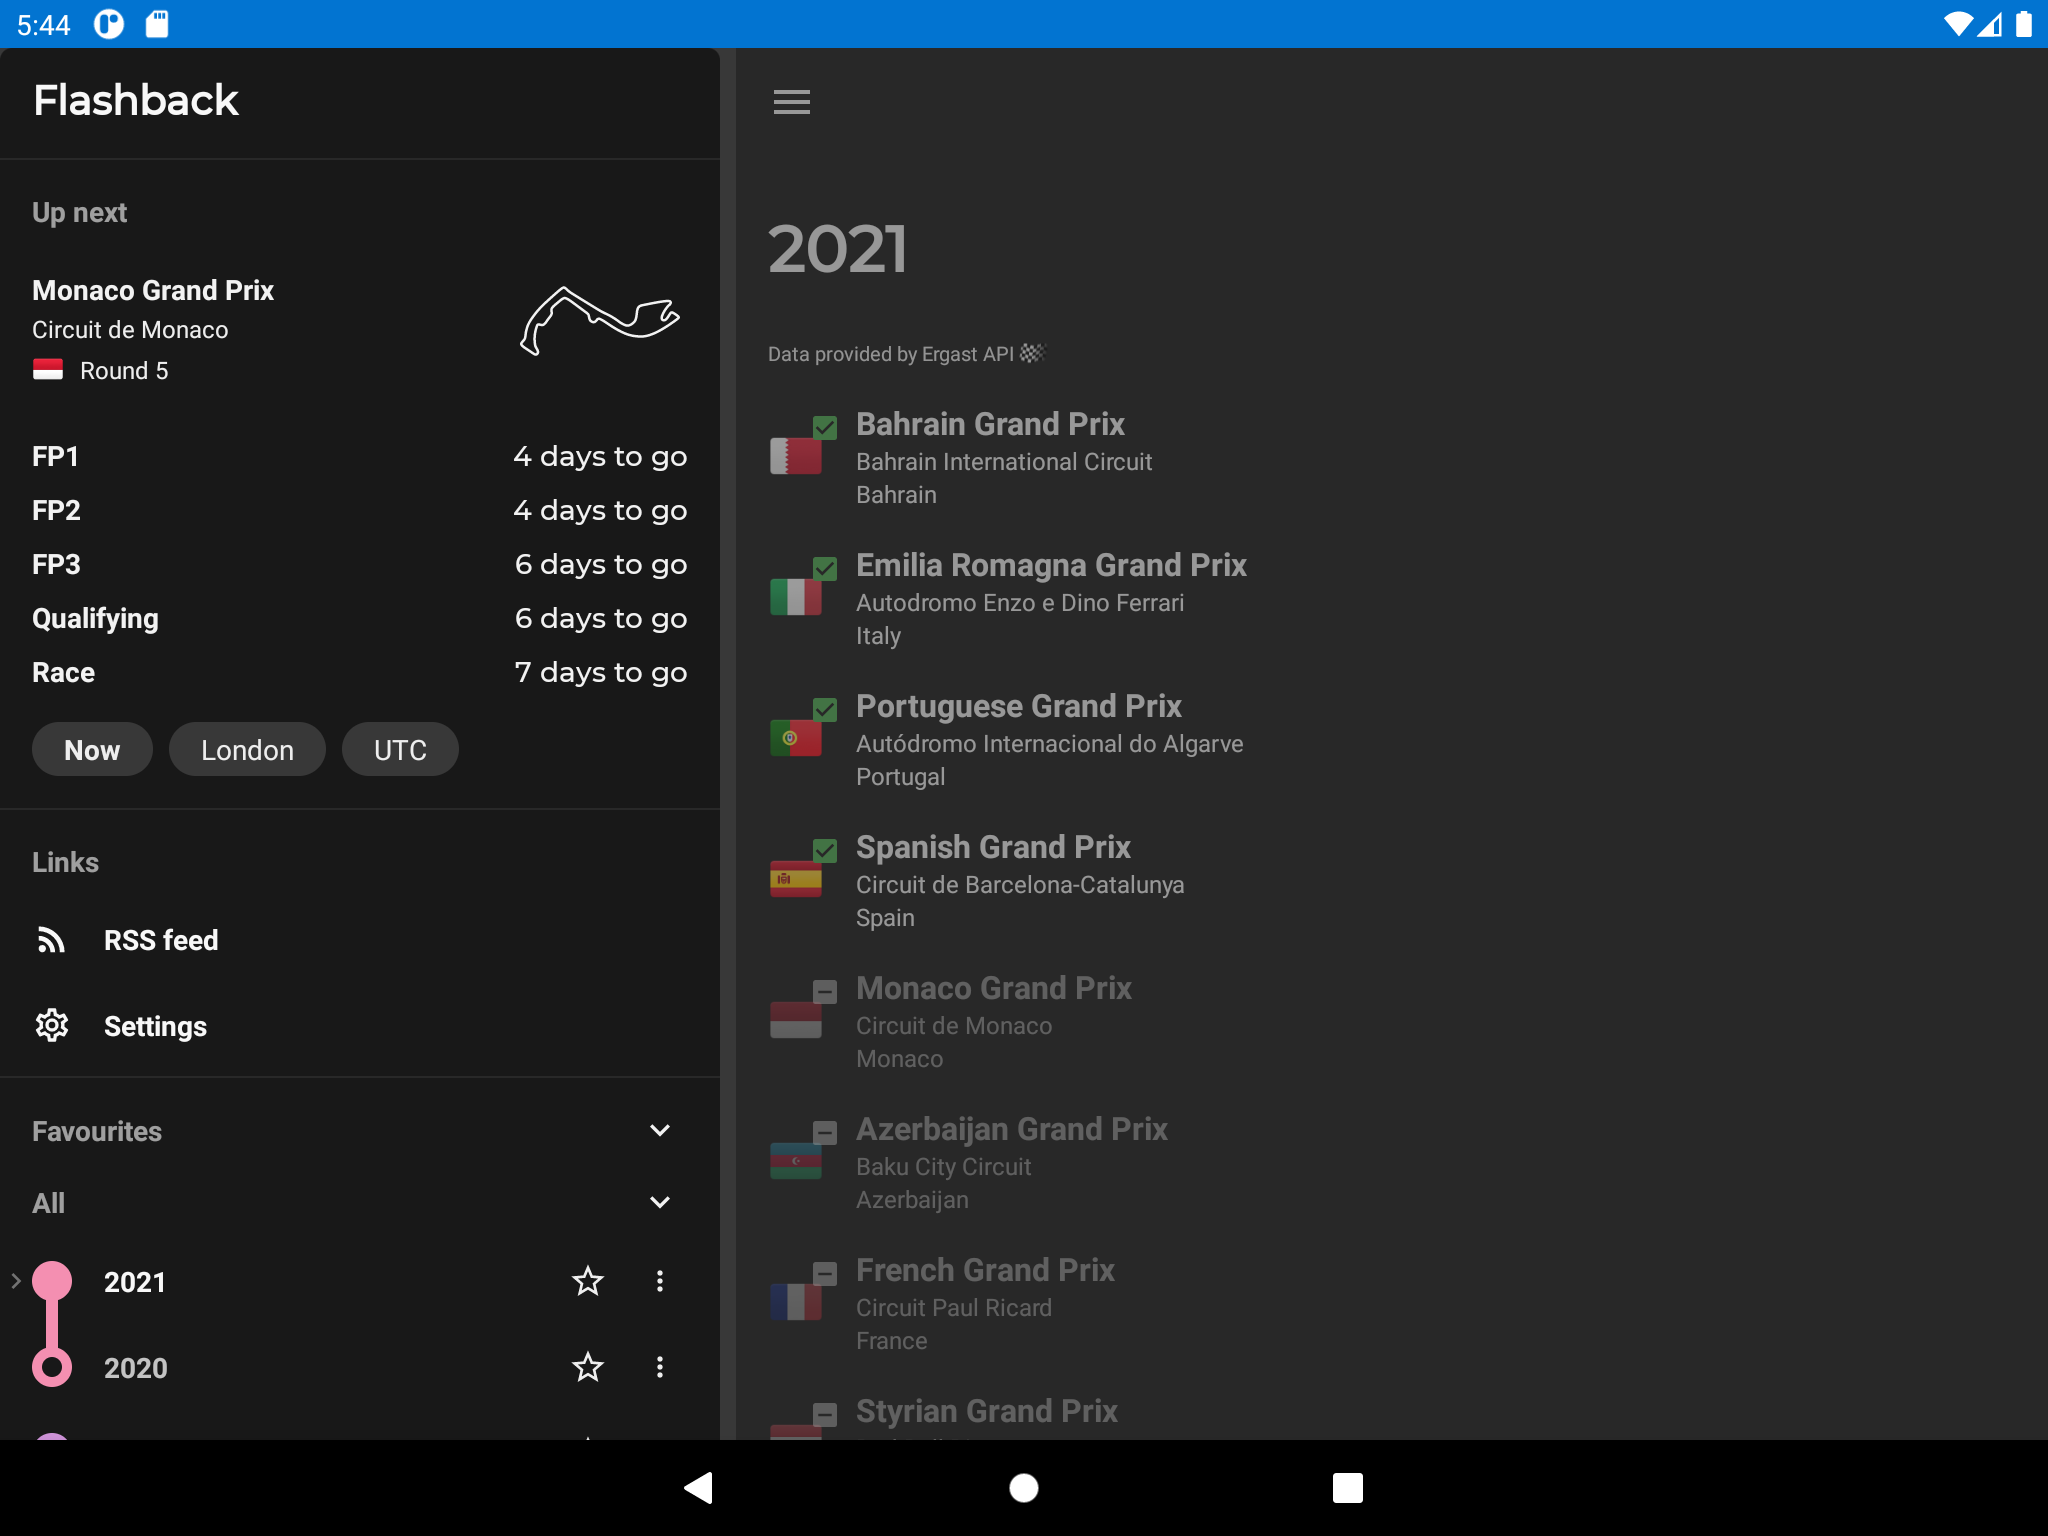 5:44
Flashback
Up next
Monaco Grand Prix
Circuit de Monaco
Round 5
FP1 4 days to go
FP2 4 days to go
FP3 6 days to go
Qualifying 6 days to go
Race 7 days to go
Now London UTC
Links
RSS feed
Settings
Favourites
All
2021
2020
2021
Data provided by Ergast API
Bahrain Grand Prix
Bahrain International Circuit
Bahrain
Emilia Romagna Grand Prix
Autodromo Enzo e Dino Ferrari
Italy
Portuguese Grand Prix
Autódromo Internacional do Algarve
Portugal
Spanish Grand Prix
Circuit de Barcelona-Catalunya
Spain
Monaco Grand Prix
Circuit de Monaco
Monaco
Azerbaijan Grand Prix
Baku City Circuit
Azerbaijan
French Grand Prix
Circuit Paul Ricard
France
Styrian Grand Prix